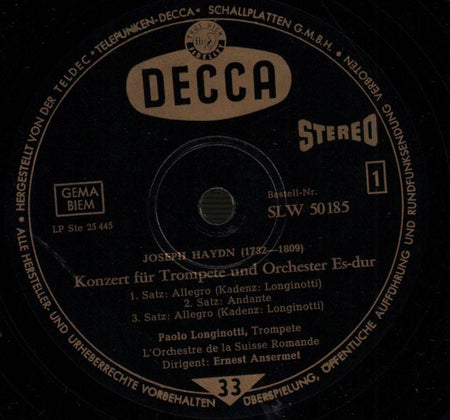 HERGESTELLT VON DER TELDEC • »TELEFUNKEN-DECCA« SCHALLPLATTEN G.M.B.H. •
ALLE HERSTELLER- UND URHEBERRECHTE VORBEHALTEN
ÜBERSPIELUNG, ÖFFENTLICHE AUFFÜHRUNG UND RUNDFUNKSENDUNG VERBOTEN
DECCA
STEREO
GEMA
BIEM
1
Bestell-Nr.
SLW 50185
LP Ste 25 445
JOSEPH HAYDN (1732—1809)
Konzert für Trompete und Orchester Es-dur
1. Satz: Allegro (Kadenz: Longinotti)
2. Satz: Andante
3. Satz: Allegro (Kadenz: Longinotti)
Paolo Longinotti, Trompete
L'Orchestre de la Suisse Romande
Dirigent: Ernest Ansermet
33